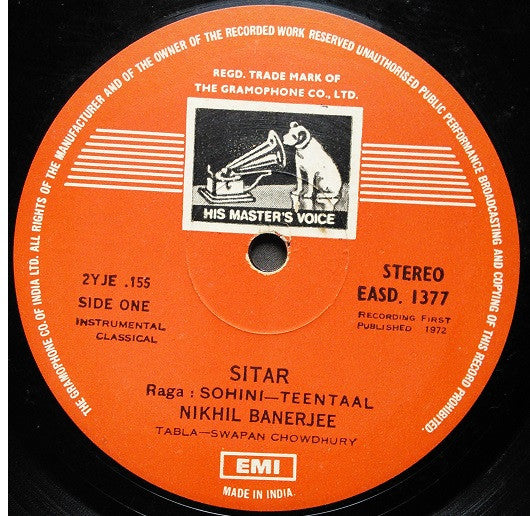 THE GRAMOPHONE CO. OF INDIA LTD. ALL RIGHTS OF THE MANUFACTURER AND OF THE OWNER OF THE RECORDED WORK RESERVED UNAUTHORISED PUBLIC PERFORMANCE BROADCASTING AND COPYING OF THIS RECORD PROHIBITED.
REGD. TRADE MARK OF
THE GRAMOPHONE CO., LTD.
HIS MASTER'S VOICE
2YJE .155
SIDE ONE
INSTRUMENTAL
CLASSICAL
STEREO
EASD. 1377
RECORDING FIRST
PUBLISHED 1972
SITAR
Raga : SOHINI—TEENTAAL
NIKHIL BANERJEE
TABLA—SWAPAN CHOWDHURY
EMI
MADE IN INDIA.